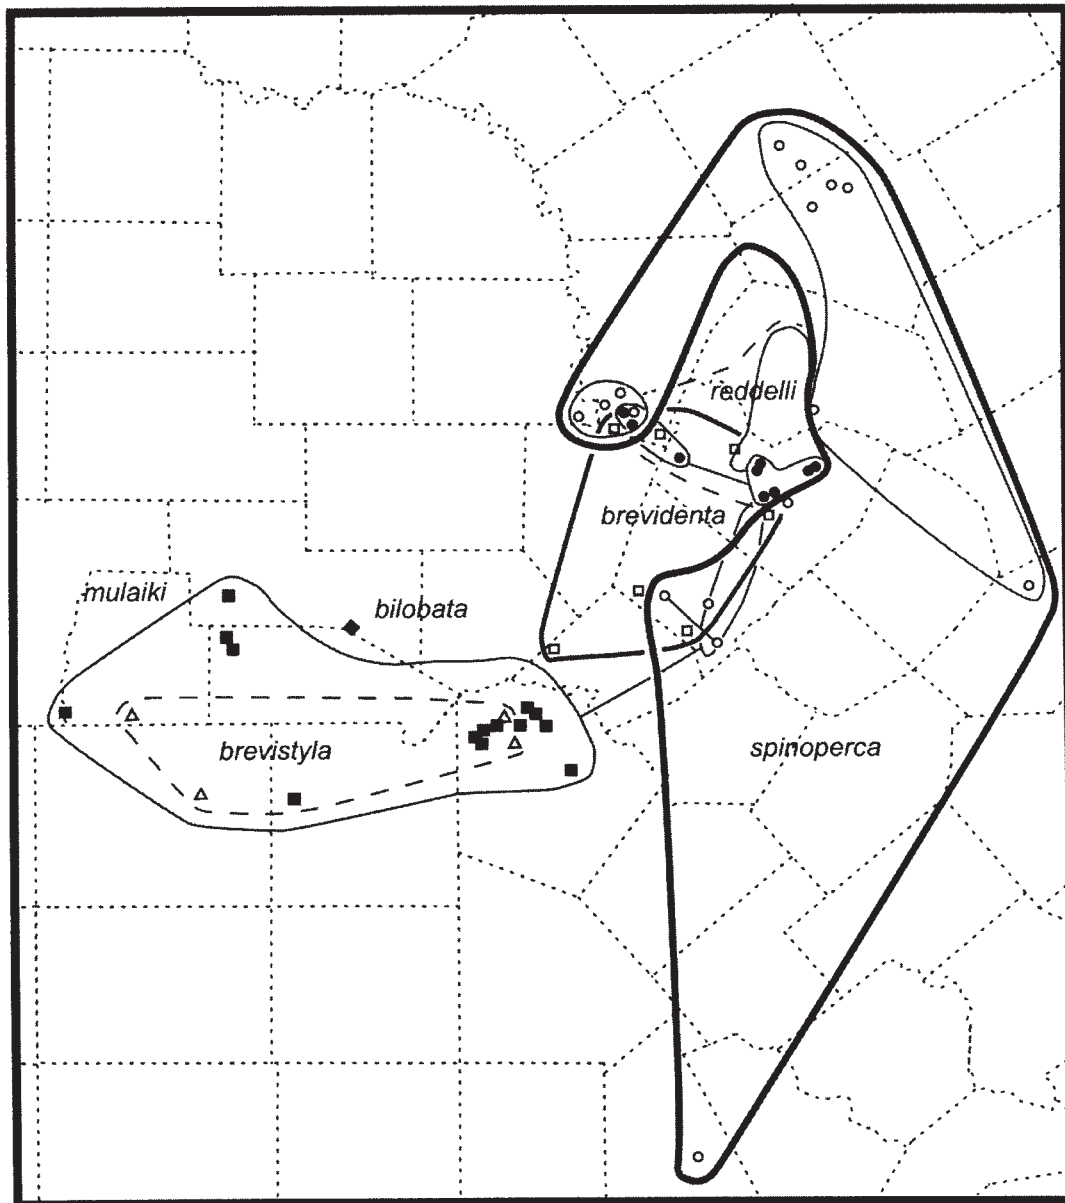 reddelli
brevidenta
mulaiki
bilobata
brevistyla
spinoperca